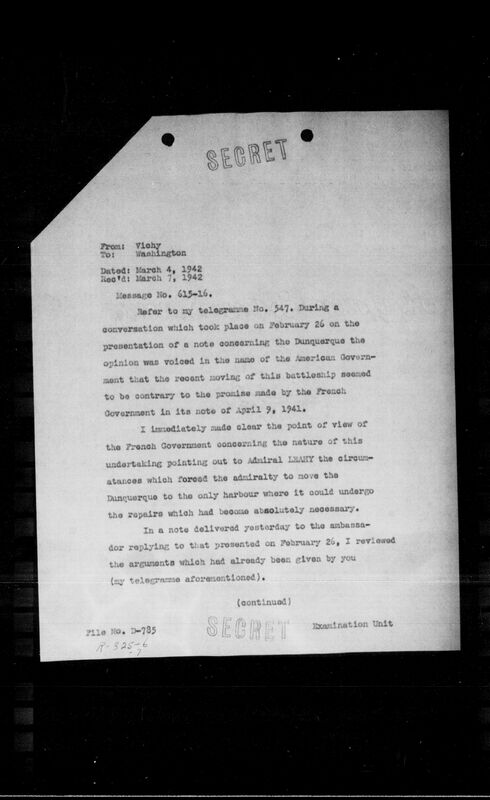 SECRET
From: Vichy
To: Washington
Dated: March 4, 1942
Rec'd: March 7, 1942
Message No. 615-16.
Refer to my telegramme No. 547. During a
conversation which took place on February 26 on the
presentation of a note concerning the Dunquerque the
opinion was voiced in the name of the American Govern-
ment that the recent moving of this battleship seemed
to be contrary to the promise made by the French
Government in its note of April 9, 1941.
I immediately made clear the point of view of
the French Government concerning the nature of this
undertaking pointing out to Admiral LEAHY the circum-
atances which forced the admiralty to move the
Dunquerque to the only harbour where it could undergo
the repairs which had become absolutely necessary.
In a note delivered yesterday to the ambassa-
dor replying to that presented on February 26, I reviewed
the arguments which had already been given by you
(my telegramme aforementioned).
(continued)
File No. D-785
SECRET
Examination Unit
R-325-6
-7